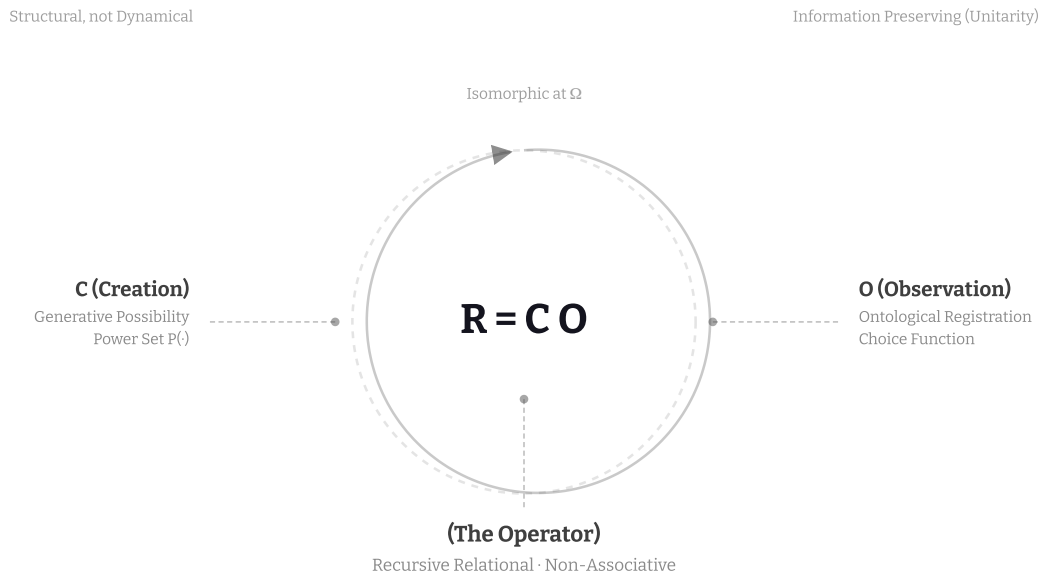 Structural, not Dynamical
Information Preserving (Unitarity)
Isomorphic at Ω
C (Creation)
Generative Possibility
Power Set P(·)
R = C O
O (Observation)
Ontological Registration
Choice Function
(The Operator)
Recursive Relational · Non-Associative